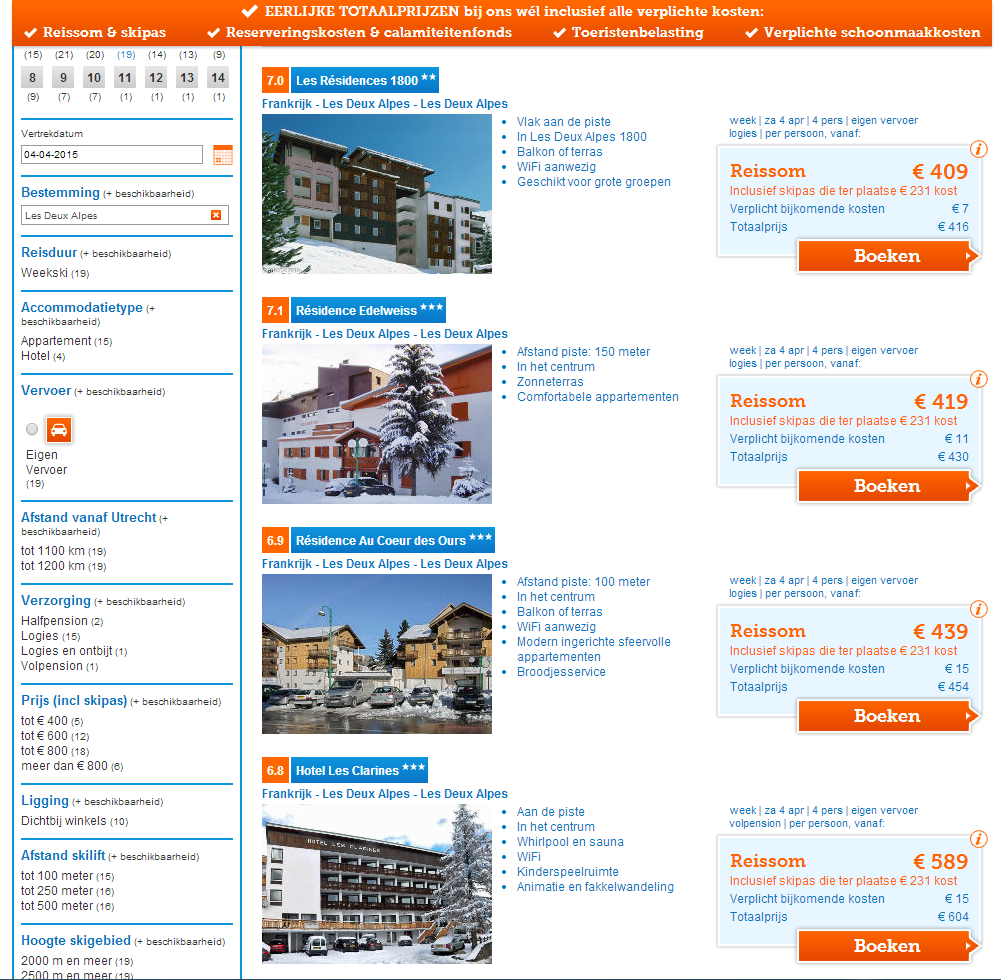 EERLIJKE TOTAALPRIJZEN bij ons wél inclusief alle verplichte kosten:
Reissom & skipas Reserveringskosten & calamiteitenfonds Toeristenbelasting Verplichte schoonmaakkosten
(15) (21) (20) (19) (14) (13) (9)
8 9 10 11 12 13 14
(9) (7) (7) (1) (1) (1) (1)
Vertrekdatum
04-04-2015
Bestemming (+ beschikbaarheid)
Les Deux Alpes
Reisduur (+ beschikbaarheid)
Weekski (19)
Accommodatietype (+
beschikbaarheid)
Appartement (15)
Hotel (4)
Vervoer (+ beschikbaarheid)
Eigen
Vervoer
(19)
Afstand vanaf Utrecht (+
beschikbaarheid)
tot 1100 km (19)
tot 1200 km (19)
Verzorging (+ beschikbaarheid)
Halfpension (2)
Logies (15)
Logies en ontbijt (1)
Volpension (1)
Prijs (incl skipas) (+ beschikbaarheid)
tot € 400 (5)
tot € 600 (12)
tot € 800 (18)
meer dan € 800 (6)
Ligging (+ beschikbaarheid)
Dichtbij winkels (10)
Afstand skilift (+ beschikbaarheid)
tot 100 meter (15)
tot 250 meter (16)
tot 500 meter (16)
Hoogte skigebied (+ beschikbaarheid)
2000 m en meer (19)
2500 m en meer (19)
7.0 Les Résidences 1800 **
Frankrijk - Les Deux Alpes - Les Deux Alpes
Vlak aan de piste
In Les Deux Alpes 1800
Balkon of terras
WiFi aanwezig
Geschikt voor grote groepen
week | za 4 apr | 4 pers | eigen vervoer
logies | per persoon, vanaf:
i
Reissom € 409
Inclusief skipas die ter plaatse € 231 kost
Verplicht bijkomende kosten € 7
Totaalprijs € 416
Boeken
7.1 Résidence Edelweiss ***
Frankrijk - Les Deux Alpes - Les Deux Alpes
Afstand piste: 150 meter
In het centrum
Zonneterras
Comfortabele appartementen
week | za 4 apr | 4 pers | eigen vervoer
logies | per persoon, vanaf:
i
Reissom € 419
Inclusief skipas die ter plaatse € 231 kost
Verplicht bijkomende kosten € 11
Totaalprijs € 430
Boeken
6.9 Résidence Au Coeur des Ours ***
Frankrijk - Les Deux Alpes - Les Deux Alpes
Afstand piste: 100 meter
In het centrum
Balkon of terras
WiFi aanwezig
Modern ingerichte sfeervolle
appartementen
Broodjesservice
week | za 4 apr | 4 pers | eigen vervoer
logies | per persoon, vanaf:
i
Reissom € 439
Inclusief skipas die ter plaatse € 231 kost
Verplicht bijkomende kosten € 15
Totaalprijs € 454
Boeken
6.8 Hotel Les Clarines ***
Frankrijk - Les Deux Alpes - Les Deux Alpes
HOTEL LES CLARINES
Aan de piste
In het centrum
Whirlpool en sauna
WiFi
Kinderspeelruimte
Animatie en fakkelwandeling
week | za 4 apr | 4 pers | eigen vervoer
volpension | per persoon, vanaf:
i
Reissom € 589
Inclusief skipas die ter plaatse € 231 kost
Verplicht bijkomende kosten € 15
Totaalprijs € 604
Boeken